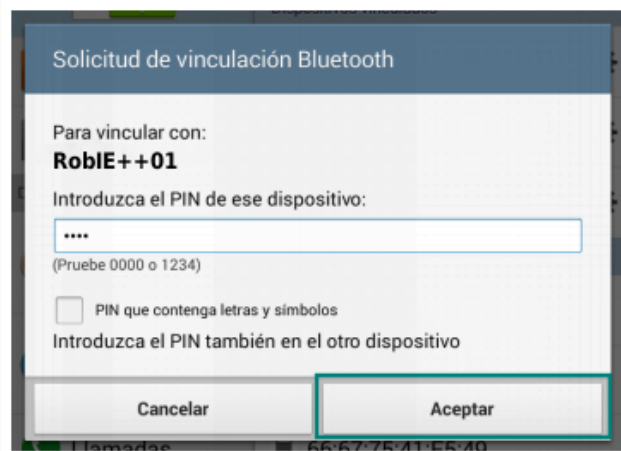 Dispositivos vinculados
Solicitud de vinculación Bluetooth
Para vincular con:
RobIE++01
Introduzca el PIN de ese dispositivo:
••••
(Pruebe 0000 o 1234)
PIN que contenga letras y símbolos
Introduzca el PIN también en el otro dispositivo
Cancelar
Aceptar
Llamadas
66:67:75:41:F5:49